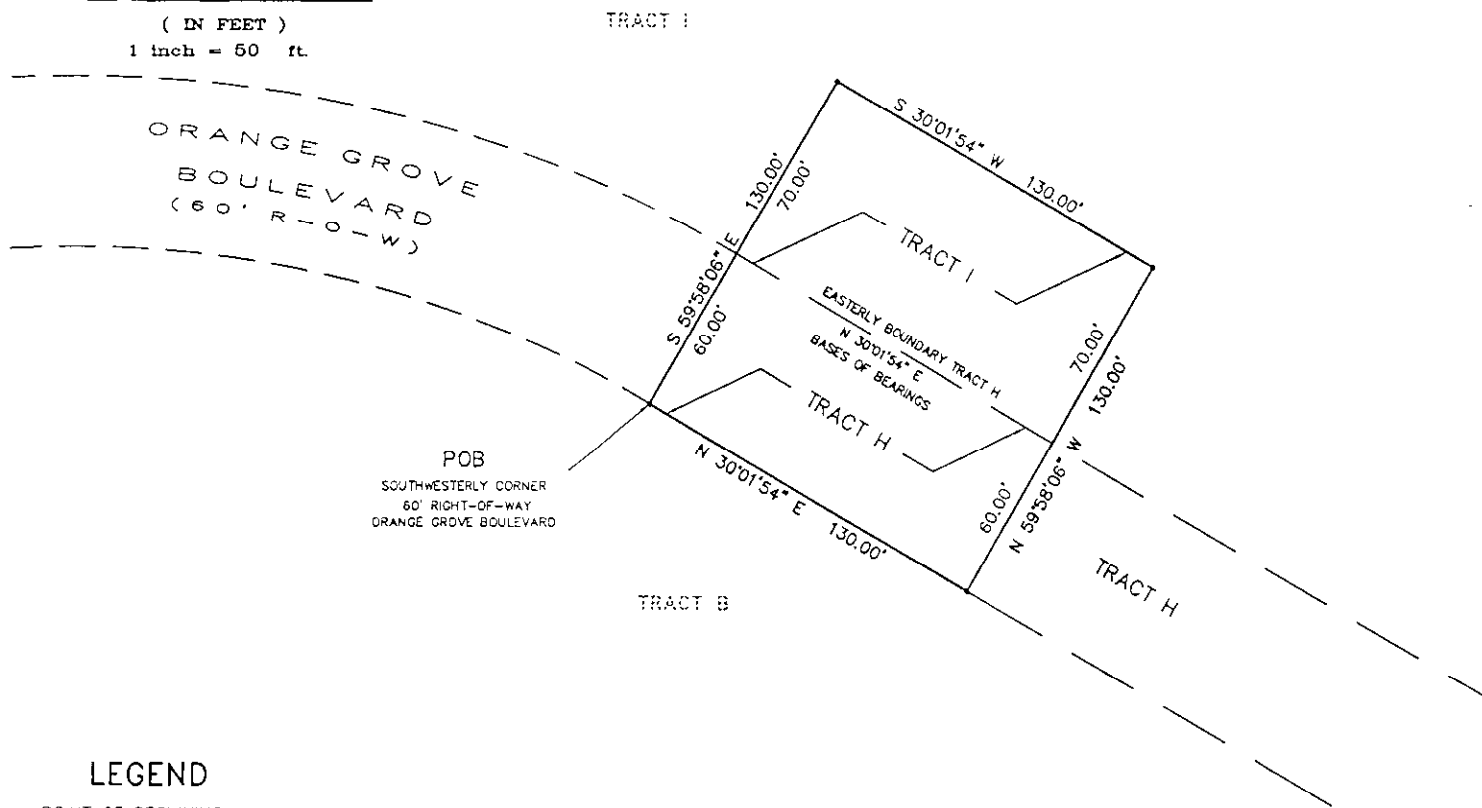 ( IN FEET )
1 inch = 50 ft.
TRACT I
ORANGE GROVE
BOULEVARD
(60' R-O-W)
S 30°01'54" W 130.00'
130.00'
70.00'
S 59°58'06" E
60.00'
TRACT I
EASTERLY BOUNDARY TRACT H
N 30°01'54" E
BASES OF BEARINGS
TRACT H
70.00'
130.00'
60.00'
N 59°58'06" W
N 30°01'54" E 130.00'
POB
SOUTHWESTERLY CORNER
60' RIGHT-OF-WAY
ORANGE GROVE BOULEVARD
TRACT H
TRACT B
LEGEND